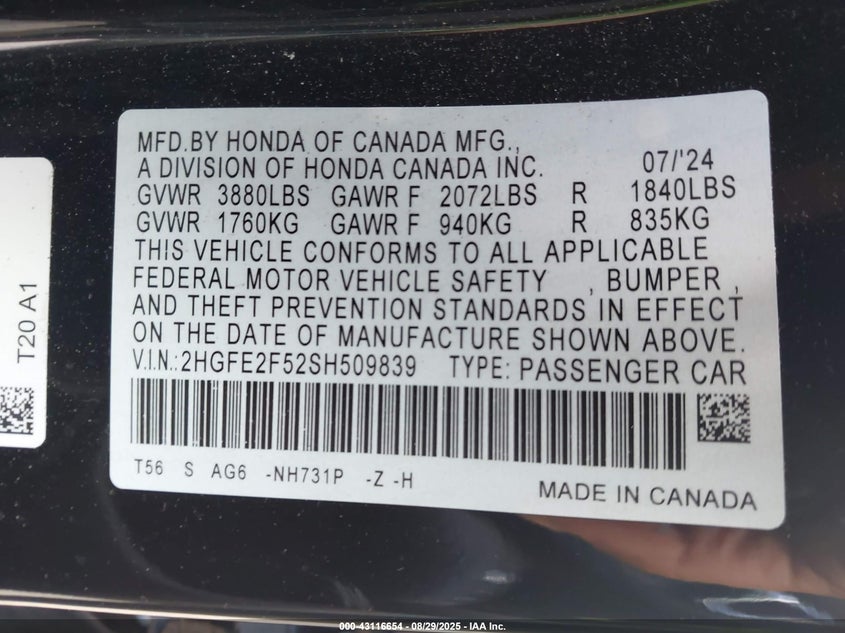 MFD.BY HONDA OF CANADA MFG.,
A DIVISION OF HONDA CANADA INC. 07/'24
GVWR 3880LBS GAWR F 2072LBS R 1840LBS
GVWR 1760KG GAWR F 940KG R 835KG
THIS VEHICLE CONFORMS TO ALL APPLICABLE
FEDERAL MOTOR VEHICLE SAFETY , BUMPER ,
AND THEFT PREVENTION STANDARDS IN EFFECT
ON THE DATE OF MANUFACTURE SHOWN ABOVE.
V.I.N.: 2HGFE2F52SH509839 TYPE: PASSENGER CAR
T56 S AG6 -NH731P -Z -H
MADE IN CANADA
T20 A1
000-43116654 - 08/29/2025 - IAA Inc.